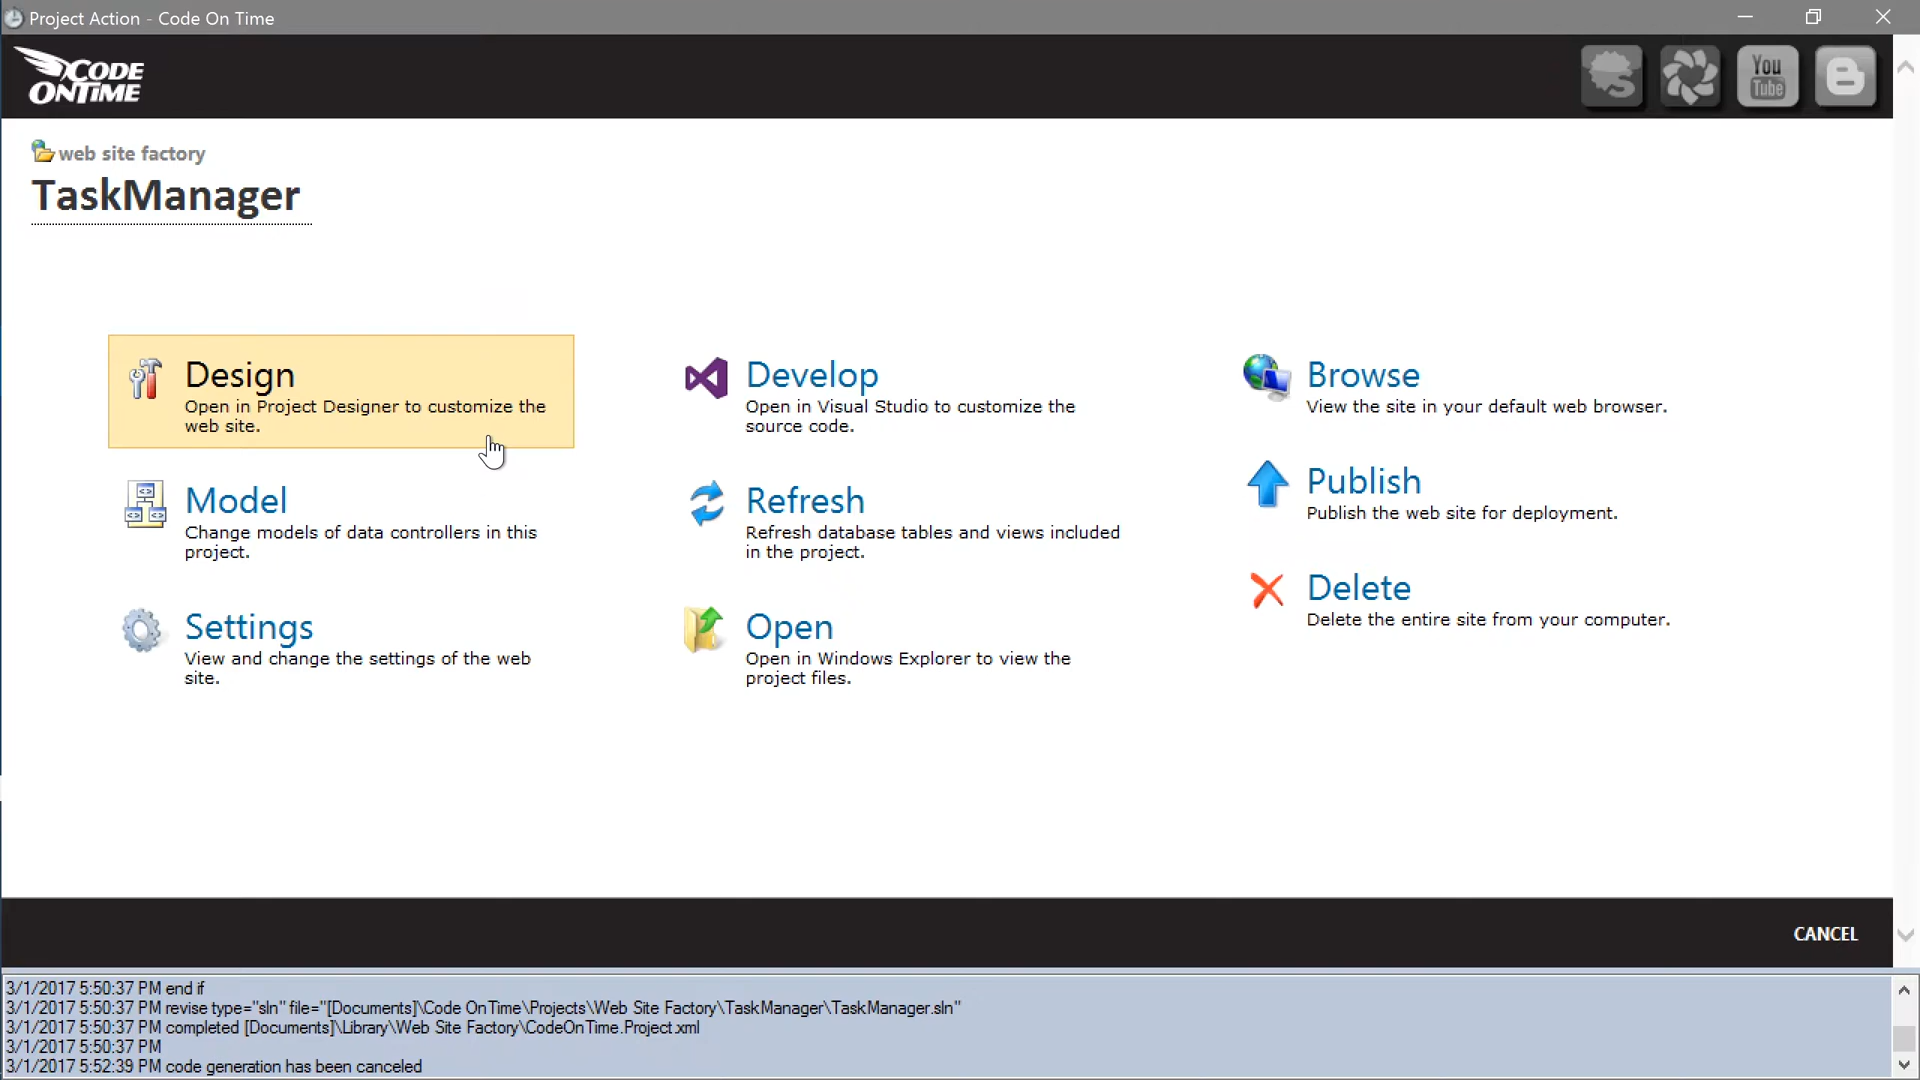 Project Action - Code On Time
CODE
ONTIME
You
Tube
web site factory
TaskManager
Design
Open in Project Designer to customize the
web site.
Model
Change models of data controllers in this
project.
Settings
View and change the settings of the web
site.
Develop
Open in Visual Studio to customize the
source code.
Refresh
Refresh database tables and views included
in the project.
Open
Open in Windows Explorer to view the
project files.
Browse
View the site in your default web browser.
Publish
Publish the web site for deployment.
Delete
Delete the entire site from your computer.
CANCEL
3/1/2017 5:50:37 PM end if
3/1/2017 5:50:37 PM revise type="sln" file="[Documents]\Code OnTime\Projects\Web Site Factory\TaskManager\TaskManager.sln"
3/1/2017 5:50:37 PM completed [Documents]\Library\Web Site Factory\CodeOnTime.Project.xml
3/1/2017 5:50:37 PM
3/1/2017 5:52:39 PM code generation has been canceled